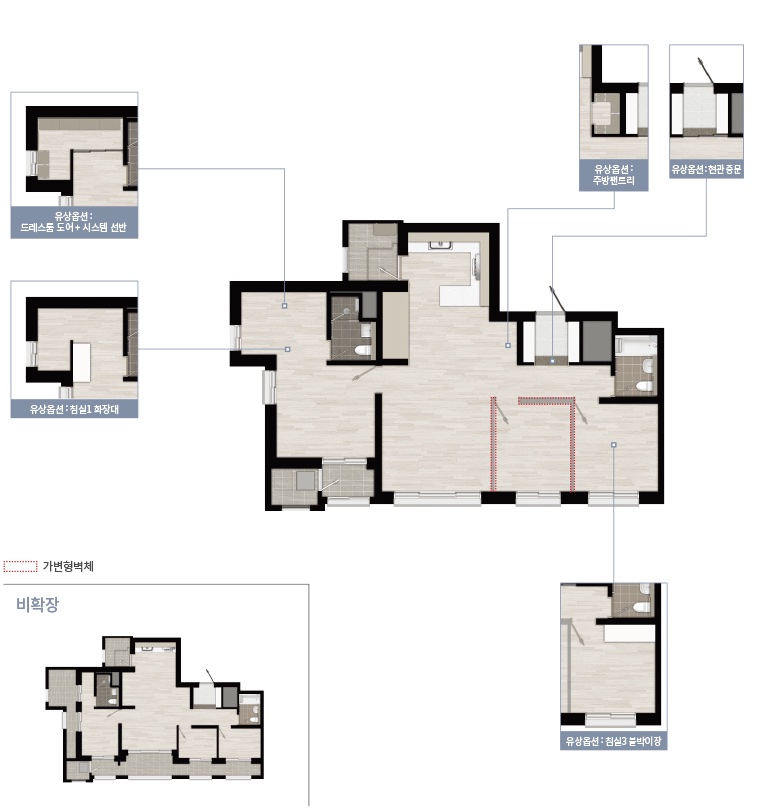 유상옵션 :
주방팬트리
유상옵션 : 현관 중문
유상옵션 :
드레스룸 도어 + 시스템 선반
유상옵션 : 침실1 화장대
가변형벽체
비확장
유상옵션 : 침실3 붙박이장